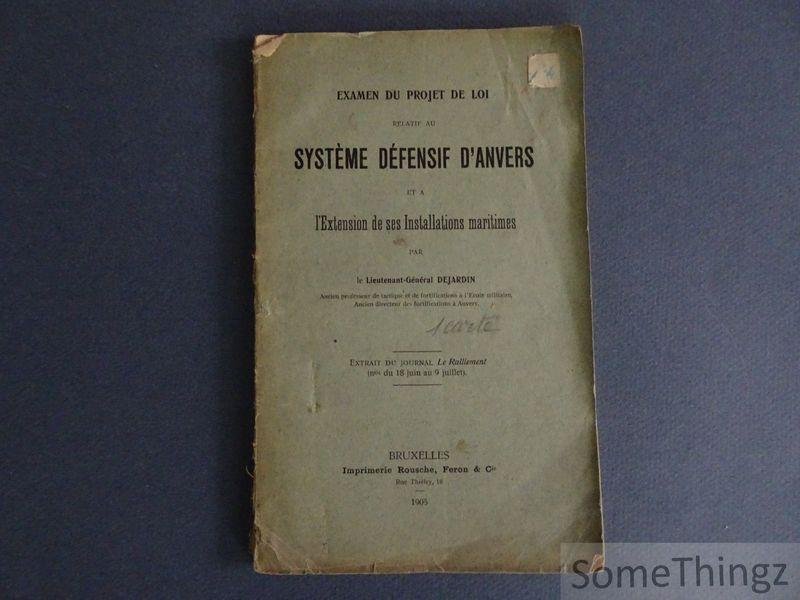 EXAMEN DU PROJET DE LOI
RELATIF AU
SYSTÈME DÉFENSIF D'ANVERS
ET A
l'Extension de ses Installations maritimes
PAR
le Lieutenant-Général DEJARDIN
Ancien professeur de tactique et de fortifications à l'Ecole militaire,
Ancien directeur des fortifications à Anvers.
1 carte
EXTRAIT DU JOURNAL Le Ralliement
(nos du 18 juin au 9 juillet).
BRUXELLES
Imprimerie Rousche, Feron & Cie
Rue Thiéfry, 16
1905
SomeThingz